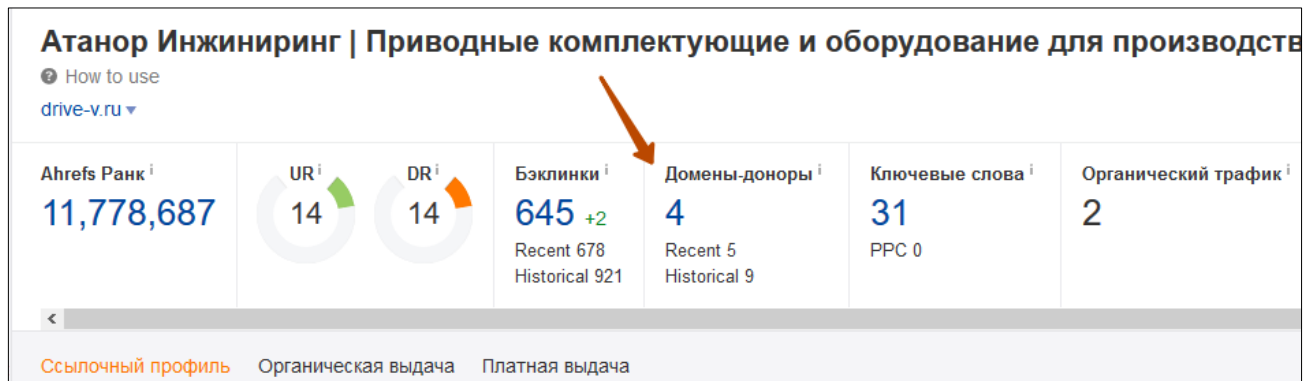 Атанор Инжиниринг | Приводные комплектующие и оборудование для производств
How to use
drive-v.ru
Ahrefs Ранк i
11,778,687
UR i
14
DR i
14
Бэклинки i
645 +2
Recent 678
Historical 921
Домены-доноры i
4
Recent 5
Historical 9
Ключевые слова i
31
PPC 0
Органический трафик i
2
Ссылочный профиль Органическая выдача Платная выдача